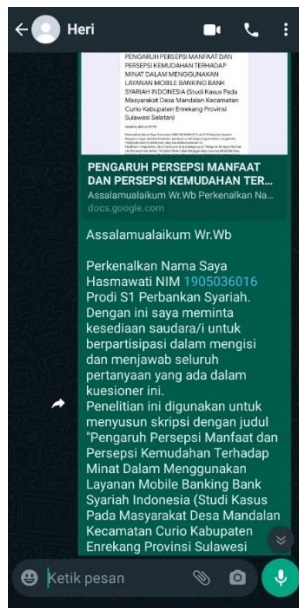 Heri
PENGARUH PERSEPSI MANFAAT DAN
PERSEPSI KEMUDAHAN TERHADAP
MINAT DALAM MENGGUNAKAN
LAYANAN MOBILE BANKING BANK
SYARIAH INDONESIA (Studi Kasus Pada
Masyarakat Desa Mandalan Kecamatan
Curio Kabupaten Enrekang Provinsi
Sulawesi Selatan)
PENGARUH PERSEPSI MANFAAT
DAN PERSEPSI KEMUDAHAN TER...
Assalamualaikum Wr.Wb Perkenalkan Na...
docs.google.com
Assalamualaikum Wr.Wb
Perkenalkan Nama Saya
Hasmawati NIM 1905036016
Prodi S1 Perbankan Syariah.
Dengan ini saya meminta
kesediaan saudara/i untuk
berpartisipasi dalam mengisi
dan menjawab seluruh
pertanyaan yang ada dalam
kuesioner ini.
Penelitian ini digunakan untuk
menyusun skripsi dengan judul
"Pengaruh Persepsi Manfaat dan
Persepsi Kemudahan Terhadap
Minat Dalam Menggunakan
Layanan Mobile Banking Bank
Syariah Indonesia (Studi Kasus
Pada Masyarakat Desa Mandalan
Kecamatan Curio Kabupaten
Enrekang Provinsi Sulawesi
Ketik pesan